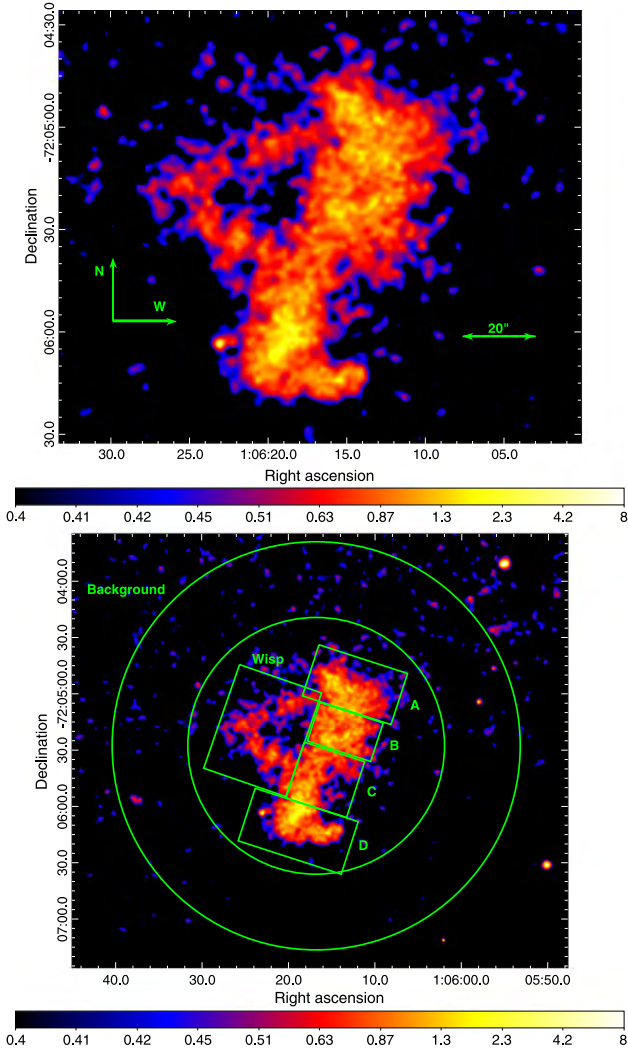 04:30.0
-72:05:00.0
30.0
06:00.0
30.0
Declination
N
W
20"
30.0 25.0 1:06:20.0 15.0 10.0 05.0
Right ascension
0.4 0.41 0.42 0.45 0.51 0.63 0.87 1.3 2.3 4.2 8
04:00.0
30.0
-72:05:00.0
30.0
06:00.0
30.0
07:00.0
Declination
Background
Wisp
A
B
C
D
40.0 30.0 20.0 10.0 1:06:00.0 05:50.0
Right ascension
0.4 0.41 0.42 0.45 0.51 0.63 0.87 1.3 2.3 4.2 8